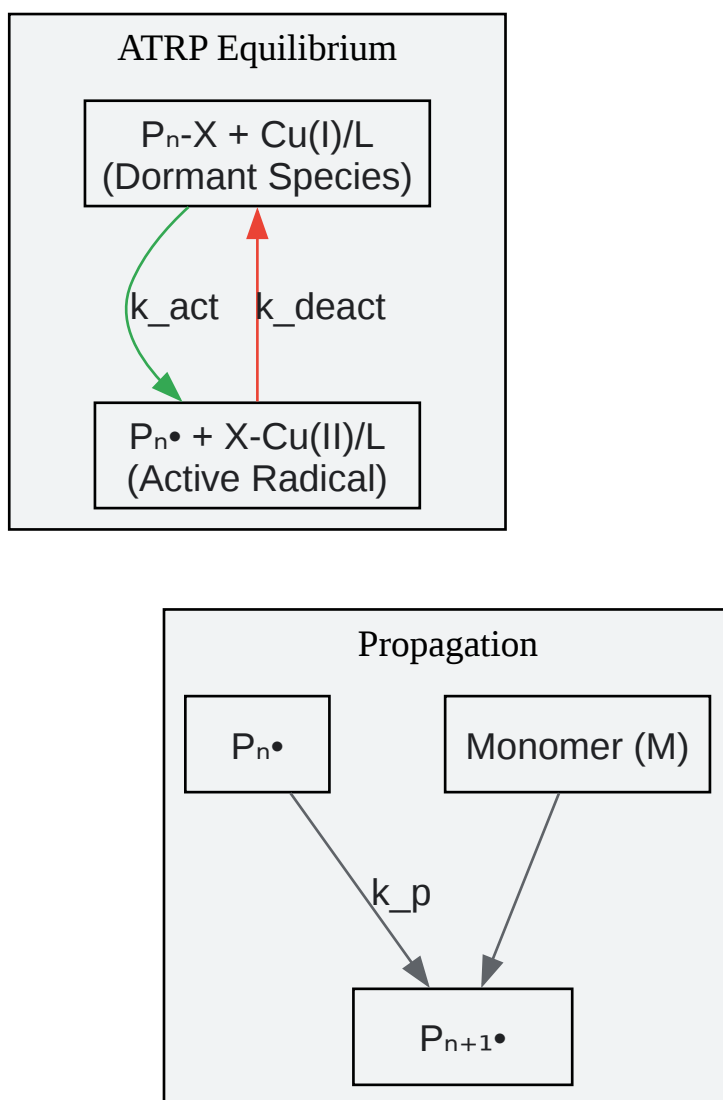 ATRP Equilibrium
Pₙ-X + Cu(I)/L
(Dormant Species)
k_act
k_deact
Pₙ• + X-Cu(II)/L
(Active Radical)
Propagation
Pₙ•
Monomer (M)
k_p
Pₙ₊₁•